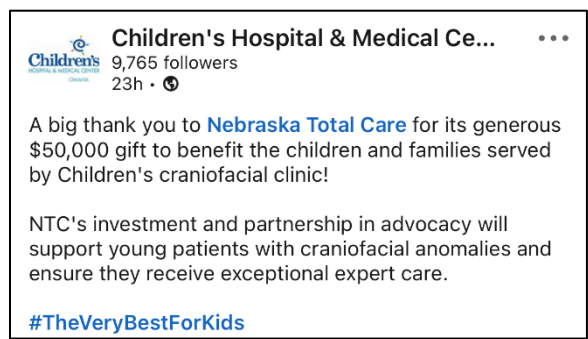 Children's Hospital & Medical Ce...
9,765 followers
23h •
Children's
HOSPITAL & MEDICAL CENTER
OMAHA
A big thank you to Nebraska Total Care for its generous
$50,000 gift to benefit the children and families served
by Children's craniofacial clinic!
NTC's investment and partnership in advocacy will
support young patients with craniofacial anomalies and
ensure they receive exceptional expert care.
#TheVeryBestForKids